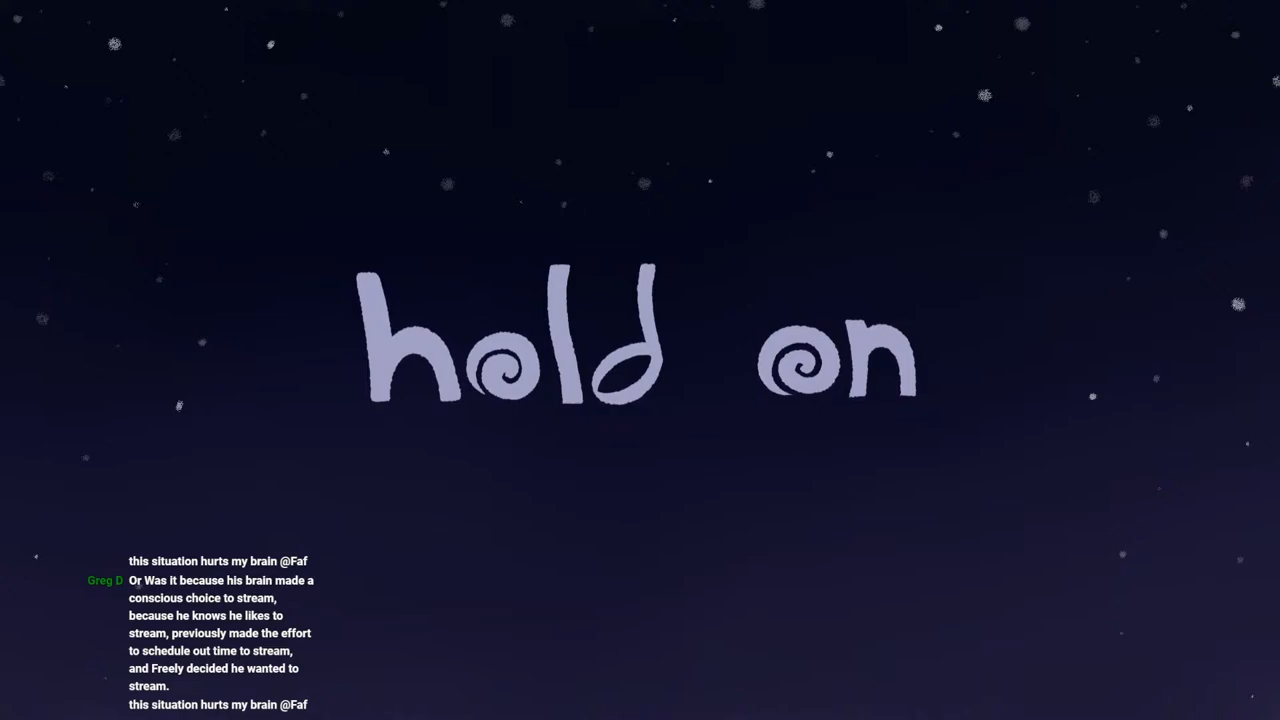 hold on
this situation hurts my brain @Faf
Greg D Or Was it because his brain made a
conscious choice to stream,
because he knows he likes to
stream, previously made the effort
to schedule out time to stream,
and Freely decided he wanted to
stream.
this situation hurts my brain @Faf